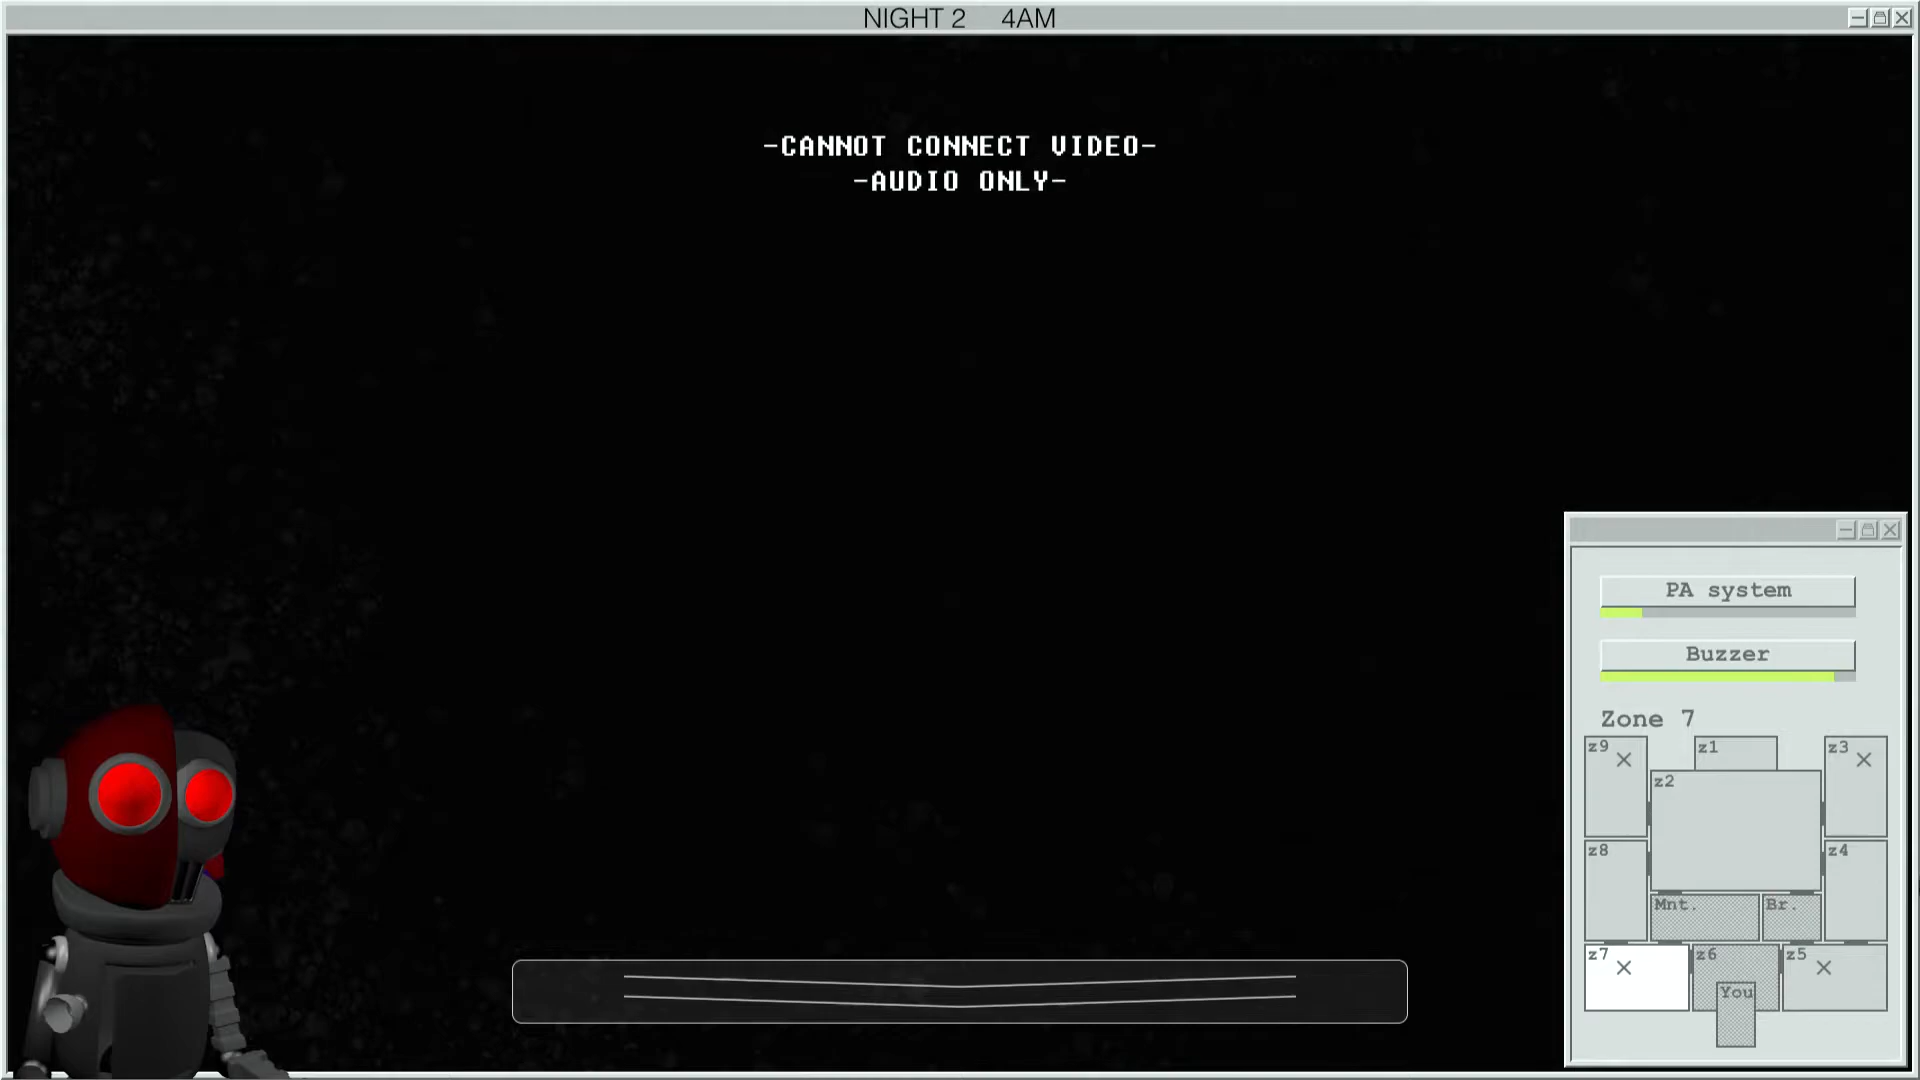 NIGHT 2 4AM
-CANNOT CONNECT VIDEO-
-AUDIO ONLY-
PA system
Buzzer
Zone 7
z9
z1
z3
z2
z8
z4
Mnt.
Br.
z7
z6
z5
You